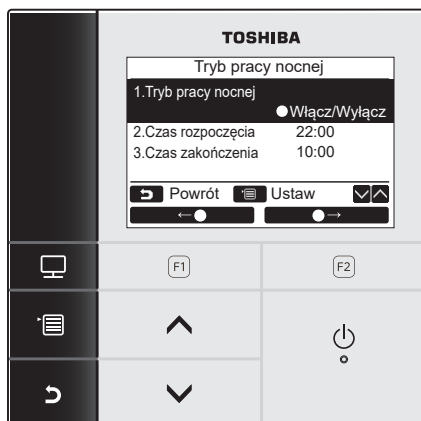 TOSHIBA
Tryb pracy nocnej
1.Tryb pracy nocnej
Włącz/Wyłącz
2.Czas rozpoczęcia 22:00
3.Czas zakończenia 10:00
Powrót Ustaw
F1 F2